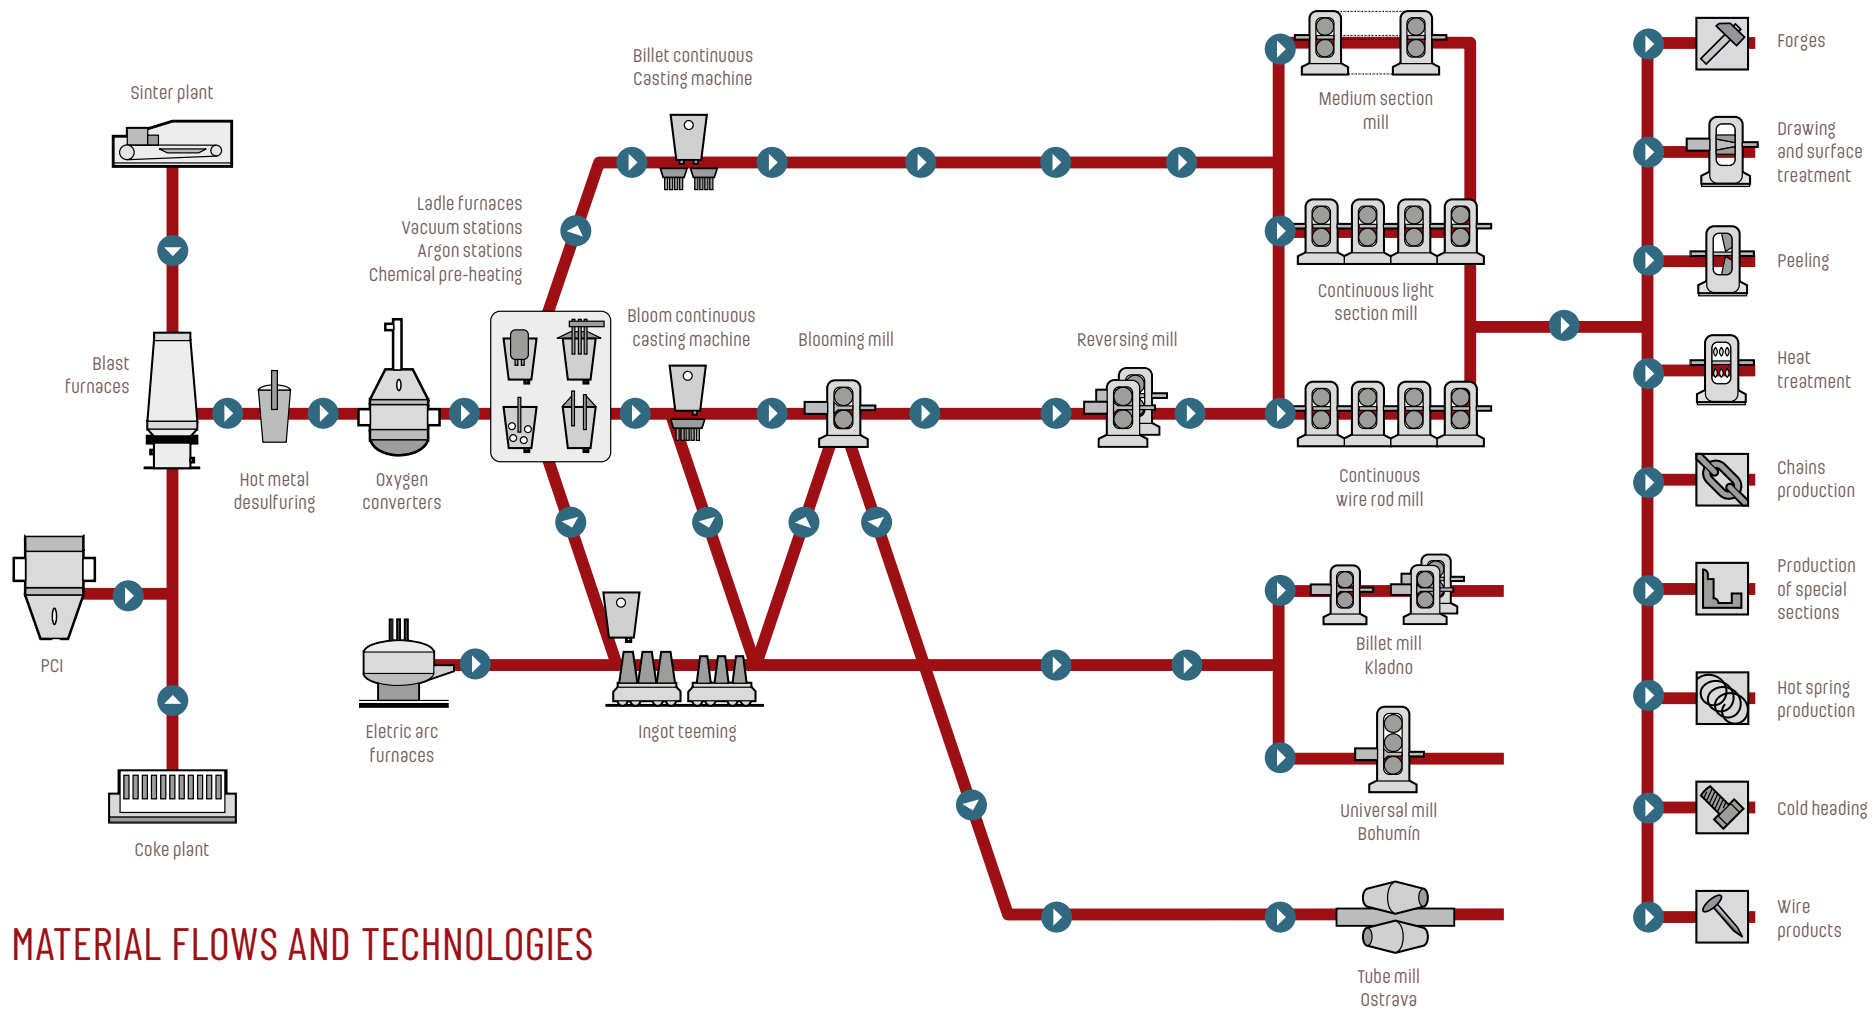 Billet continuous
Casting machine
Sinter plant
Ladle furnaces
Vacuum stations
Argon stations
Chemical pre-heating
Bloom continuous
casting machine
Blooming mill
Reversing mill
Medium section
mill
Continuous light
section mill
Blast
furnaces
Hot metal
desulfuring
Oxygen
converters
Continuous
wire rod mill
PCI
Eletric arc
furnaces
Ingot teeming
Billet mill
Kladno
Universal mill
Bohumín
Coke plant
Tube mill
Ostrava
Forges
Drawing
and surface
treatment
Peeling
Heat
treatment
Chains
production
Production
of special
sections
Hot spring
production
Cold heading
Wire
products
MATERIAL FLOWS AND TECHNOLOGIES